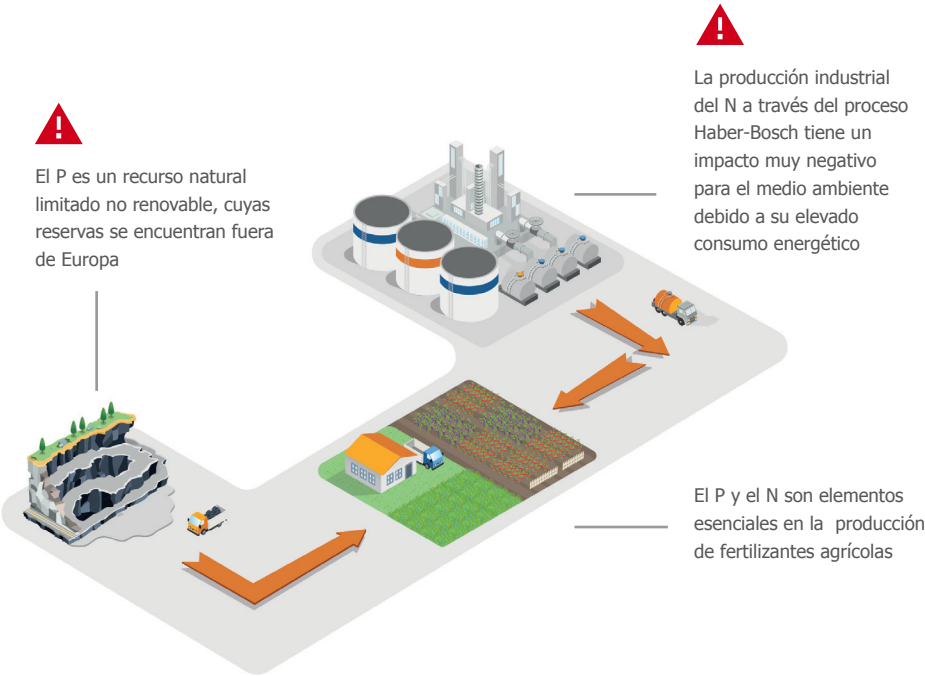 El P es un recurso natural
limitado no renovable, cuyas
reservas se encuentran fuera
de Europa
La producción industrial
del N a través del proceso
Haber-Bosch tiene un
impacto muy negativo
para el medio ambiente
debido a su elevado
consumo energético
El P y el N son elementos
esenciales en la producción
de fertilizantes agrícolas